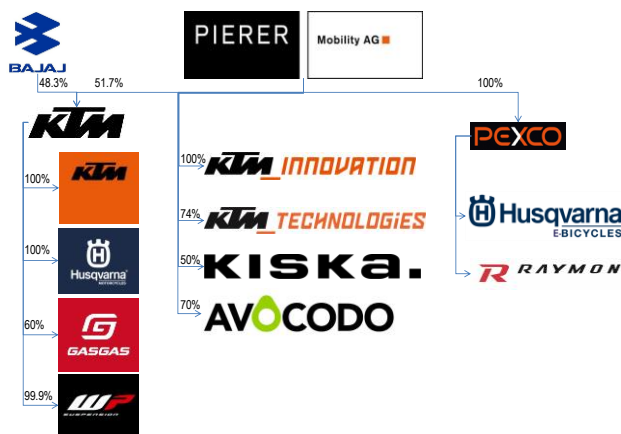 PIERER
Mobility AG
BAJAJ
48.3%
51.7%
100%
KTM
PEXCO
100%
KTM
100%
KTM_INNOVATION
74%
KTM_TECHNOLOGIES
Husqvarna
E-BICYCLES
100%
Husqvarna
MOTORCYCLES
50%
KISKA.
R RAYMON
70%
AVOCODO
60%
GASGAS
99.9%
WP
SUSPENSION